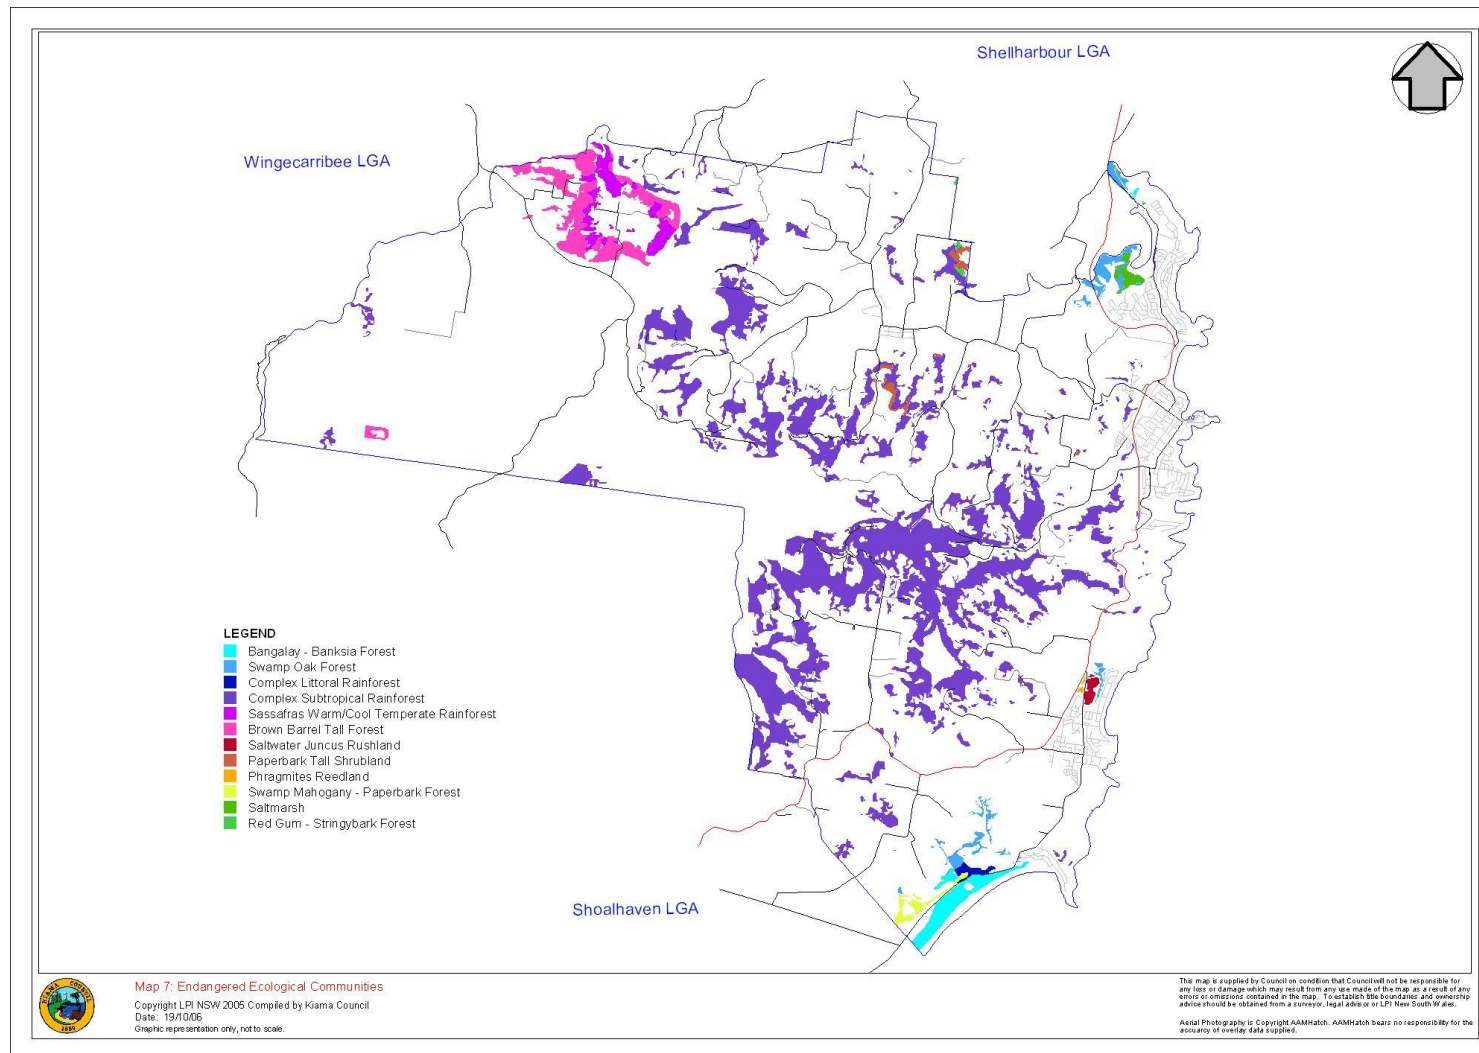 Shellharbour LGA
Wingecarribee LGA
LEGEND
Bangalay - Banksia Forest
Swamp Oak Forest
Complex Littoral Rainforest
Complex Subtropical Rainforest
Sassafras Warm/Cool Temperate Rainforest
Brown Barrel Tall Forest
Saltwater Juncus Rushland
Paperbark Tall Shrubland
Phragmites Reedland
Swamp Mahogany - Paperbark Forest
Saltmarsh
Red Gum - Stringybark Forest
Shoalhaven LGA
KIAMA COUNCIL
1859
Map 7: Endangered Ecological Communities
Copyright LPI NSW 2005 Compiled by Kiama Council
Date: 19/10/06
Graphic representation only, not to scale.
This map is supplied by Council on condition that Council will not be responsible for
any loss or damage which may result from any use made of the map as a result of any
errors or omissions contained in the map. To establish title boundaries and ownership
advice should be obtained from a surveyor, legal advisor or LPI New South Wales.
Aerial Photography is Copyright AAMHatch. AAMHatch bears no responsibility for the
accuarcy of overlay data supplied.